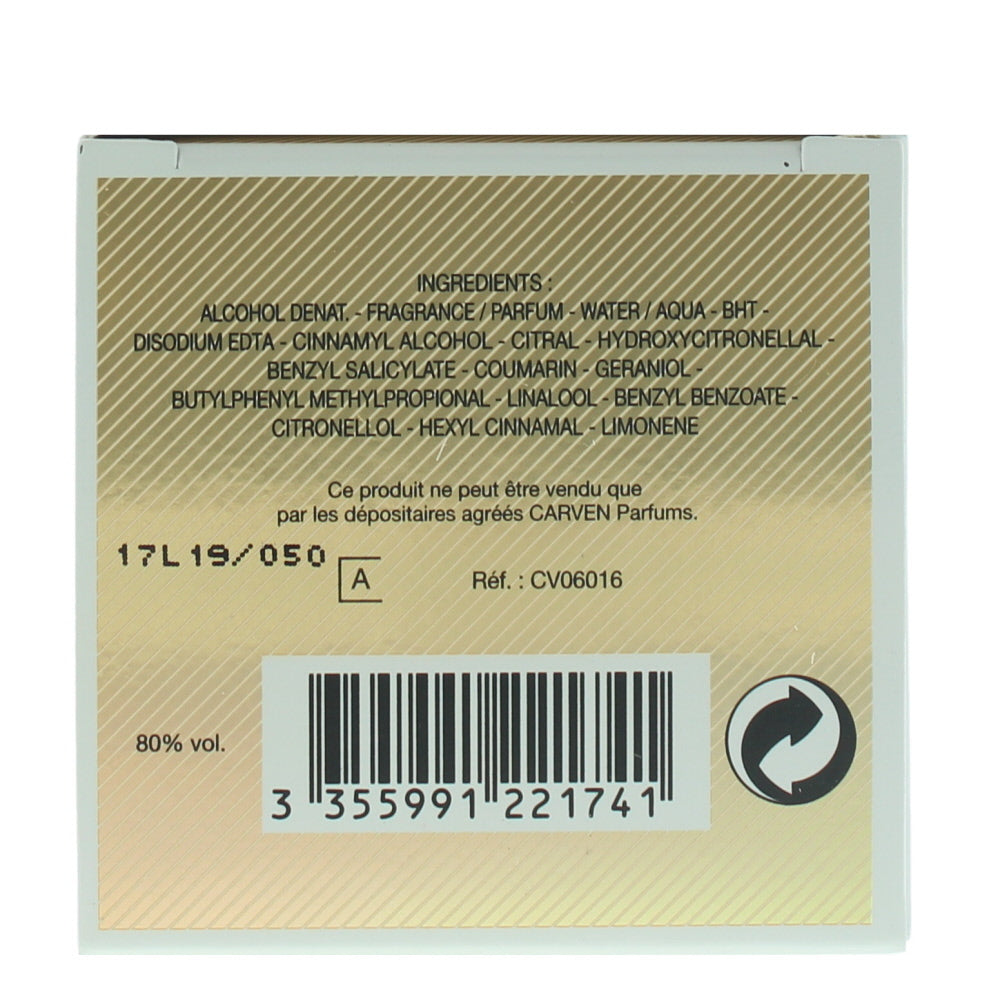 INGREDIENTS :
ALCOHOL DENAT. - FRAGRANCE / PARFUM - WATER / AQUA - BHT -
DISODIUM EDTA - CINNAMYL ALCOHOL - CITRAL - HYDROXYCITRONELLAL -
BENZYL SALICYLATE - COUMARIN - GERANIOL -
BUTYLPHENYL METHYLPROPIONAL - LINALOOL - BENZYL BENZOATE -
CITRONELLOL - HEXYL CINNAMAL - LIMONENE
Ce produit ne peut être vendu que
par les dépositaires agréés CARVEN Parfums.
17L19/050
A
Réf. : CV06016
80% vol.
3 355991 221741